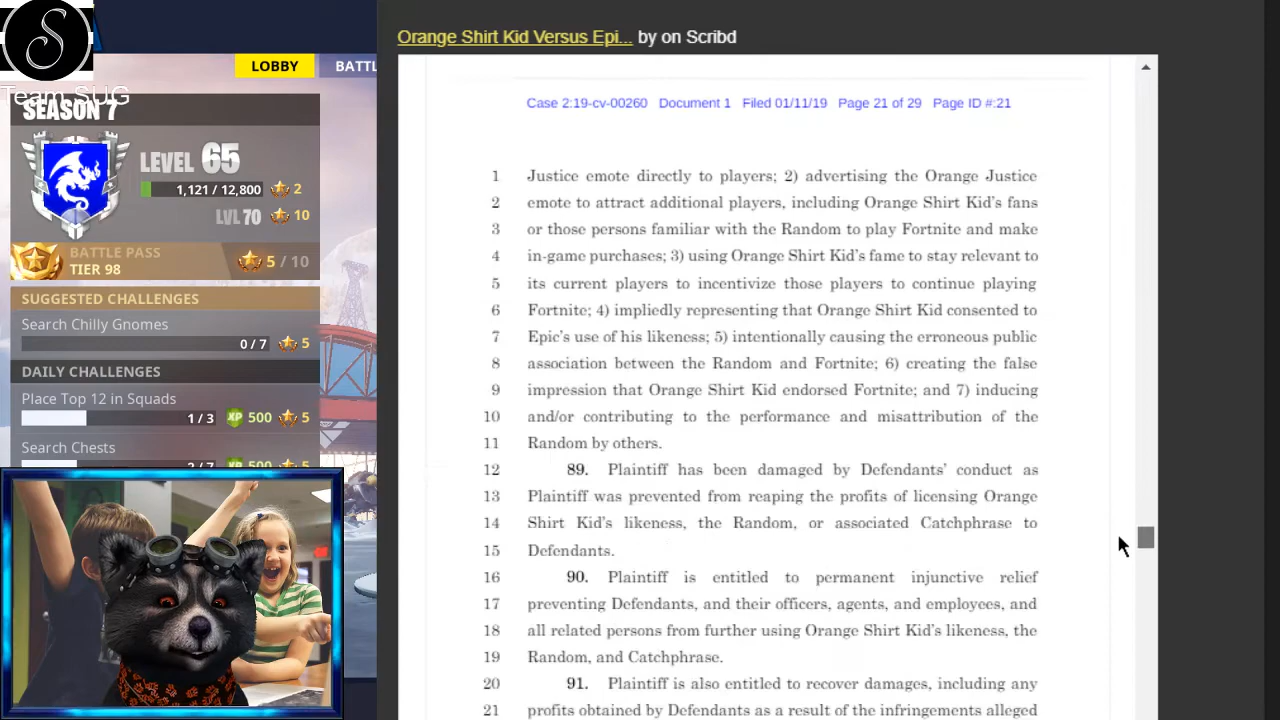 S
Team SUG
LOBBY
BATTL
SEASON 7
LEVEL 65
1,121 / 12,800
2
LVL 70
10
BATTLE PASS
TIER 98
5 / 10
SUGGESTED CHALLENGES
Search Chilly Gnomes
0 / 7
5
DAILY CHALLENGES
Place Top 12 in Squads
1 / 3
XP 500
5
Search Chests
2 / 7
XP 500
5
Orange Shirt Kid Versus Epi... by on Scribd
Case 2:19-cv-00260 Document 1 Filed 01/11/19 Page 21 of 29 Page ID #:21
1 Justice emote directly to players; 2) advertising the Orange Justice
2 emote to attract additional players, including Orange Shirt Kid's fans
3 or those persons familiar with the Random to play Fortnite and make
4 in-game purchases; 3) using Orange Shirt Kid's fame to stay relevant to
5 its current players to incentivize those players to continue playing
6 Fortnite; 4) impliedly representing that Orange Shirt Kid consented to
7 Epic's use of his likeness; 5) intentionally causing the erroneous public
8 association between the Random and Fortnite; 6) creating the false
9 impression that Orange Shirt Kid endorsed Fortnite; and 7) inducing
10 and/or contributing to the performance and misattribution of the
11 Random by others.
12 89. Plaintiff has been damaged by Defendants' conduct as
13 Plaintiff was prevented from reaping the profits of licensing Orange
14 Shirt Kid's likeness, the Random, or associated Catchphrase to
15 Defendants.
16 90. Plaintiff is entitled to permanent injunctive relief
17 preventing Defendants, and their officers, agents, and employees, and
18 all related persons from further using Orange Shirt Kid's likeness, the
19 Random, and Catchphrase.
20 91. Plaintiff is also entitled to recover damages, including any
21 profits obtained by Defendants as a result of the infringements alleged